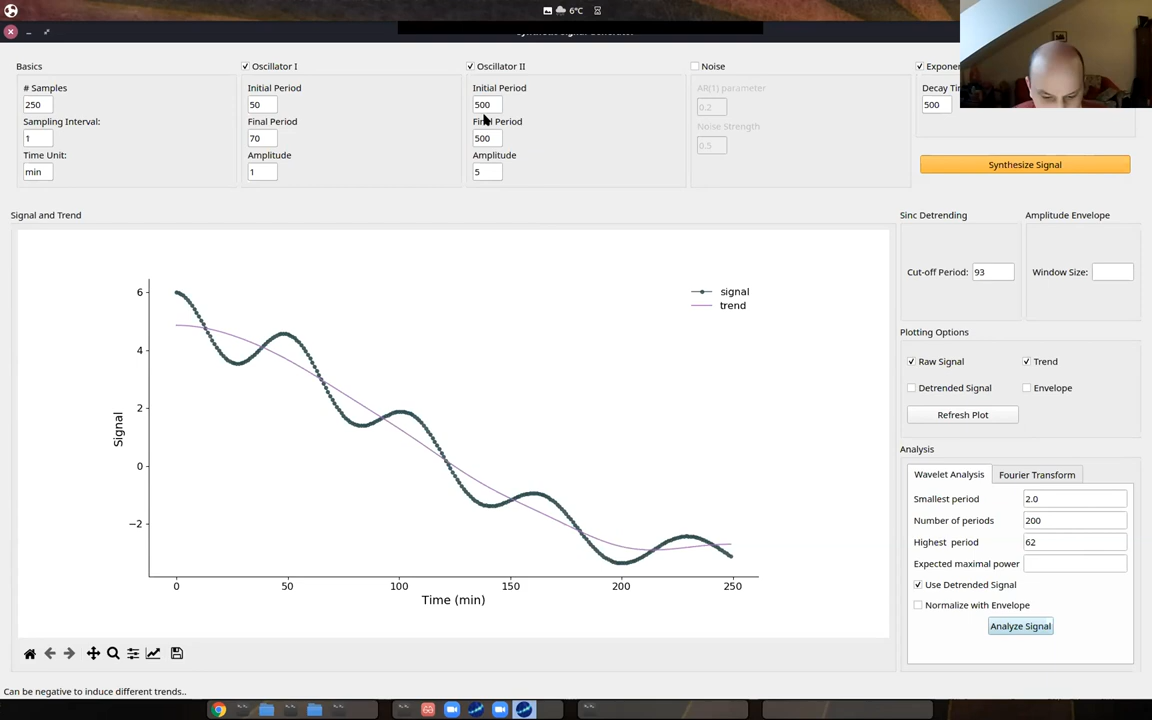 6°C
Synthetic Signal Generator
Basics
Oscillator I
Oscillator II
Noise
# Samples
Initial Period
Initial Period
AR(1) parameter
250
50
500
0.2
500
Sampling Interval:
Final Period
Final Period
Noise Strength
1
70
500
0.5
Time Unit:
Amplitude
Amplitude
min
1
5
Synthesize Signal
Signal and Trend
Sinc Detrending
Amplitude Envelope
Cut-off Period:
93
Window Size:
signal
trend
6
4
2
0
−2
Signal
0
50
100
150
200
250
Time (min)
Plotting Options
Raw Signal
Trend
Detrended Signal
Envelope
Refresh Plot
Analysis
Wavelet Analysis
Fourier Transform
Smallest period
2.0
Number of periods
200
Highest period
62
Expected maximal power
Use Detrended Signal
Normalize with Envelope
Analyze Signal
Can be negative to induce different trends..